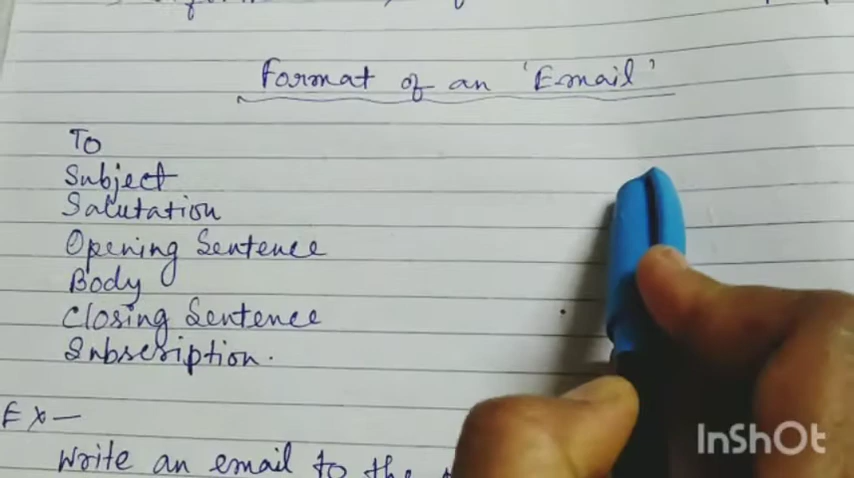 Format of an 'Email'
To
Subject
Salutation
Opening Sentence
Body
Closing Sentence
Subscription.
Ex—
Write an email to the
InShOt